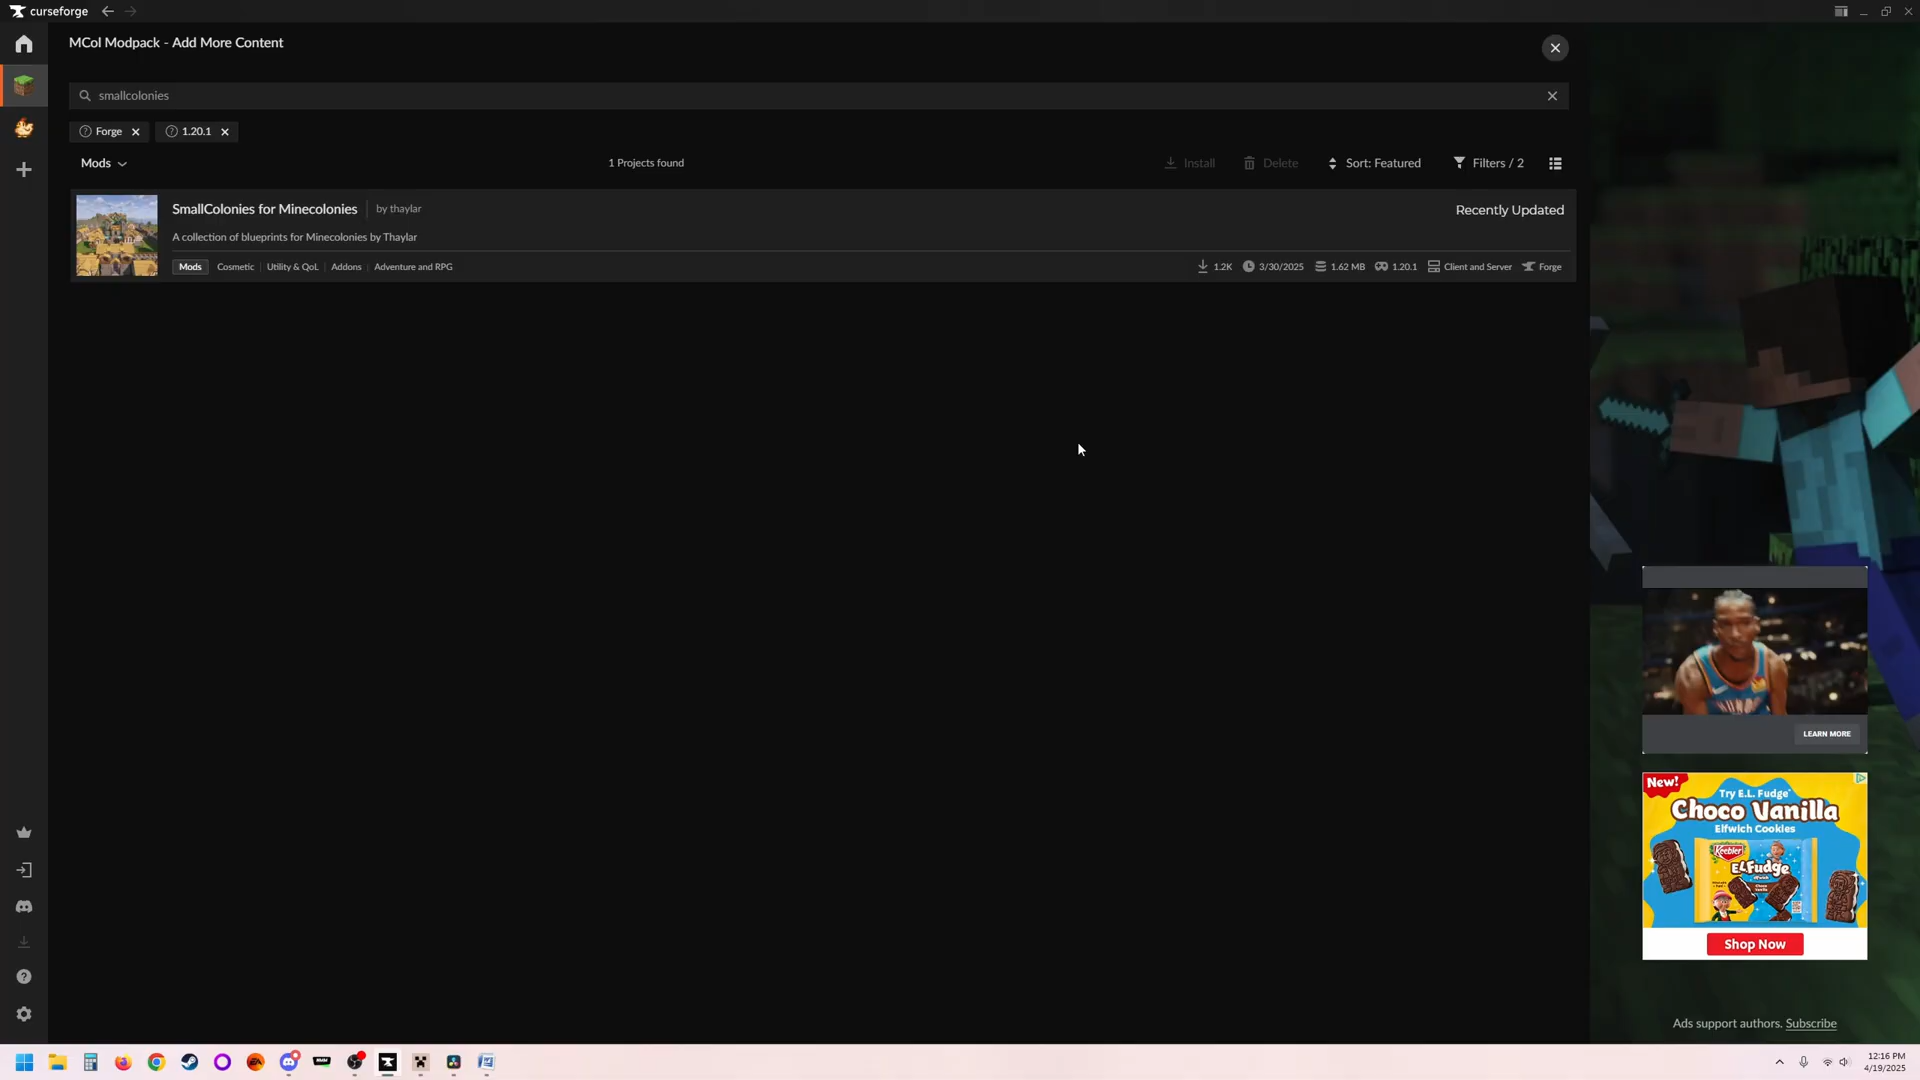 curseforge
MCol Modpack - Add More Content
smallcolonies
Forge
1.20.1
Mods
1 Projects found
Install
Delete
Sort: Featured
Filters / 2
SmallColonies for Minecolonies
by thaylar
Recently Updated
A collection of blueprints for Minecolonies by Thaylar
Mods
Cosmetic
Utility & QoL
Addons
Adventure and RPG
1.2K
3/30/2025
1.62 MB
1.20.1
Client and Server
Forge
LEARN MORE
New!
Try E.L. Fudge
Choco Vanilla
Elfwich Cookies
Keebler
E.L.Fudge
Shop Now
Ads support authors. Subscribe
12:16 PM
4/19/2025